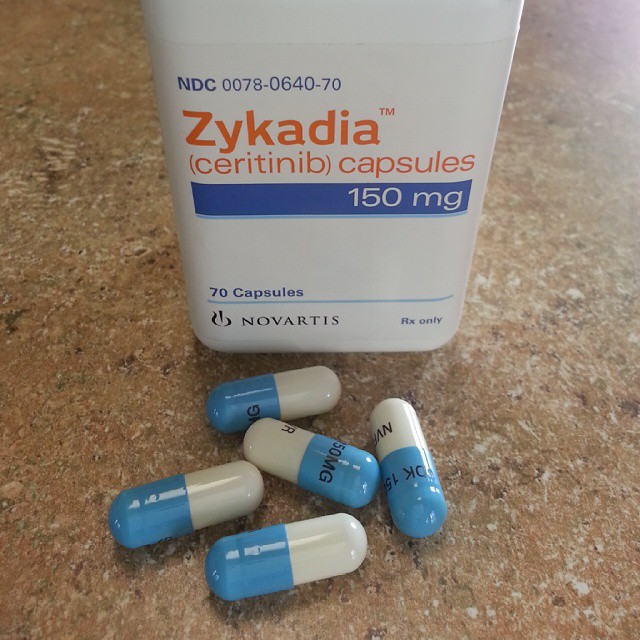 NDC 0078-0640-70
Zykadia™
(ceritinib) capsules
150 mg
70 Capsules
NOVARTIS
Rx only